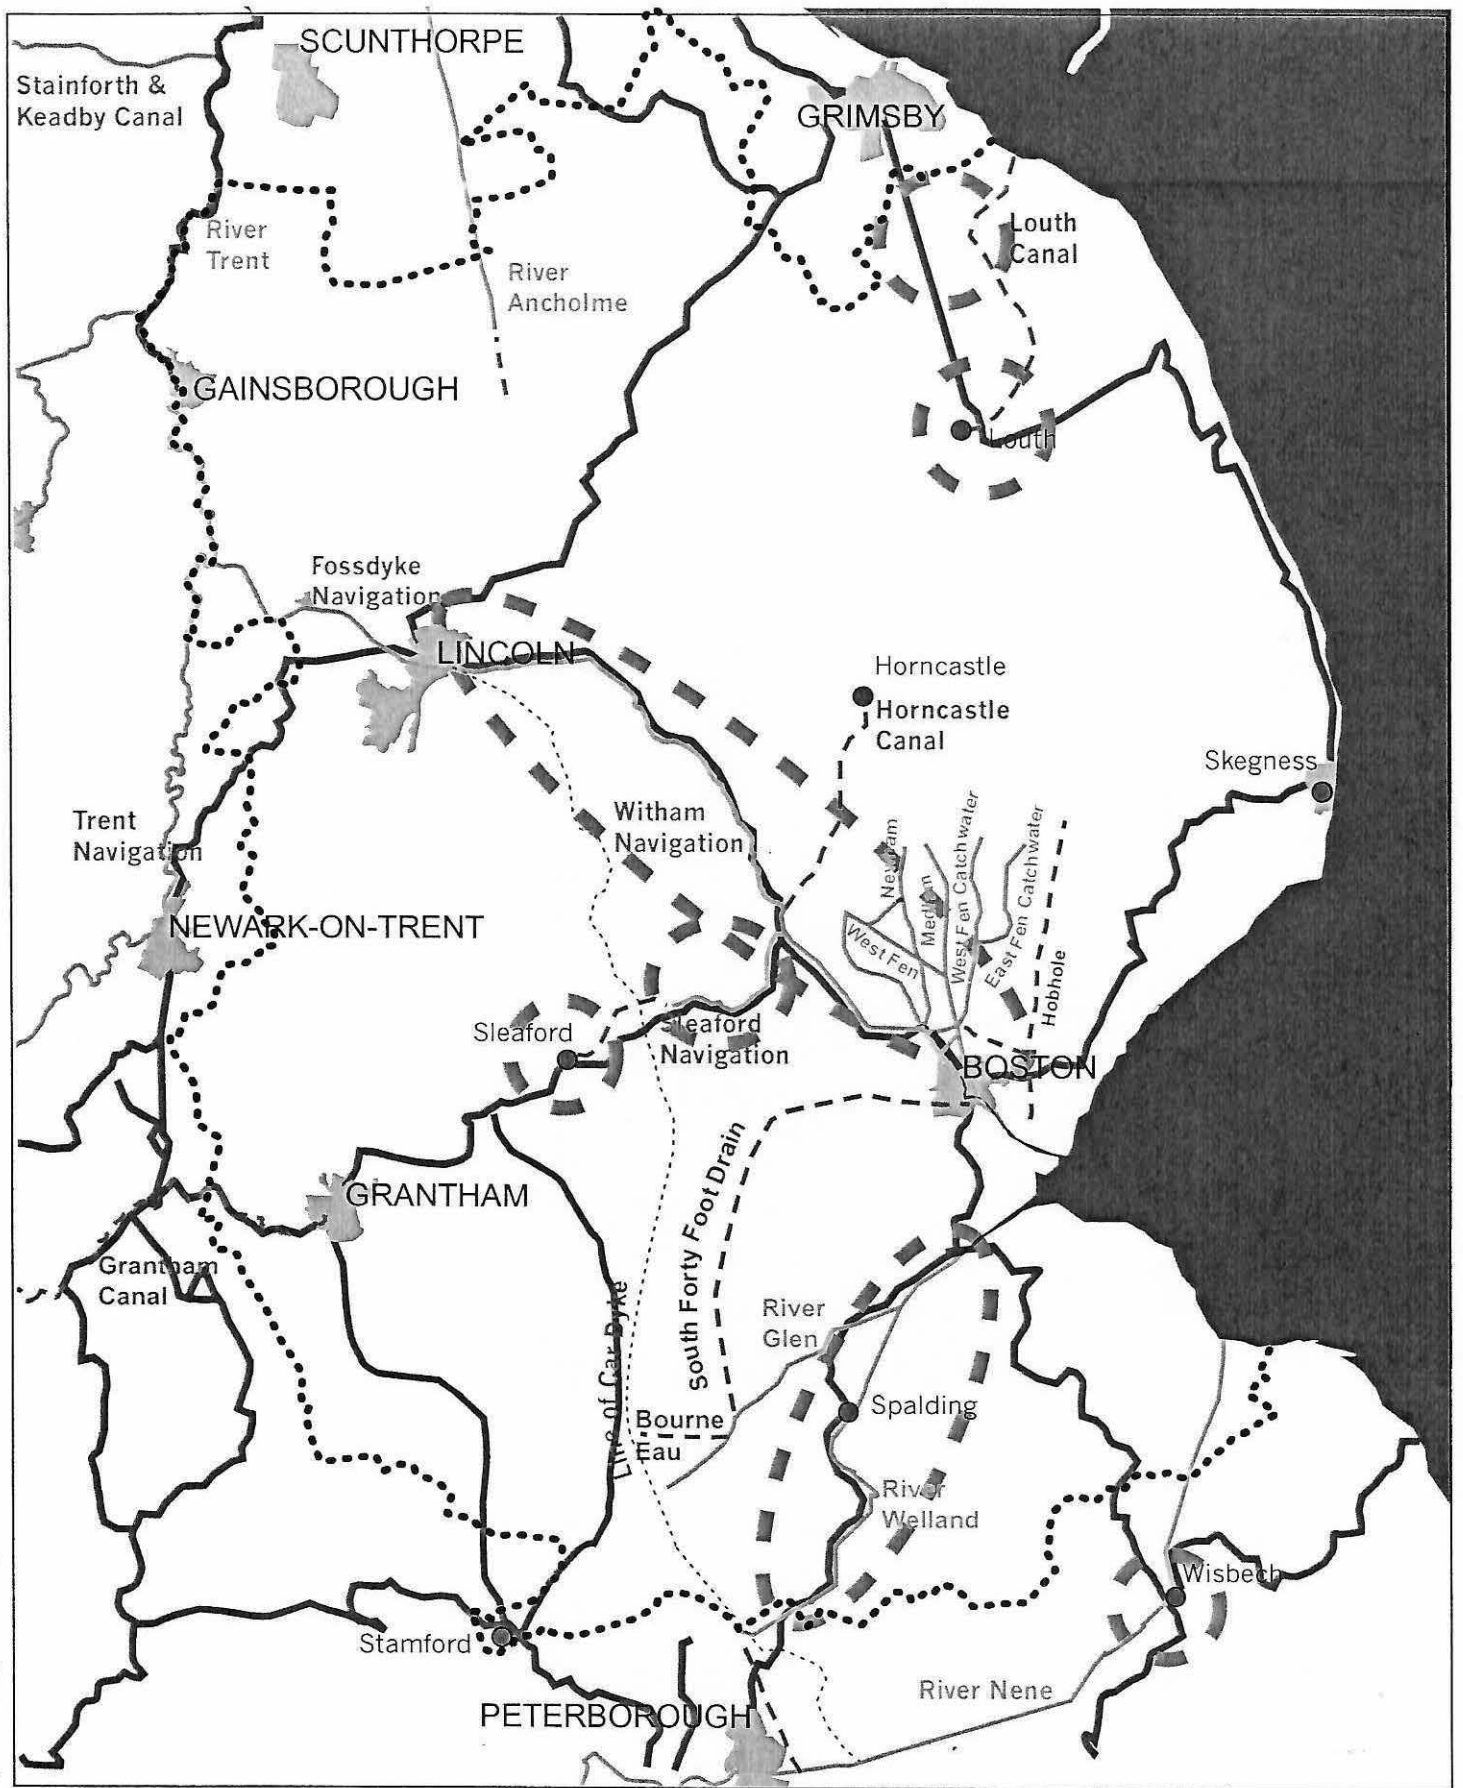 SCUNTHORPE
Stainforth &
Keadby Canal
GRIMSBY
River
Trent
River
Ancholme
Louth
Canal
GAINSBOROUGH
Louth
Fossdyke
Navigation
LINCOLN
Horncastle
Horncastle
Canal
Skegness
Trent
Navigation
Witham
Navigation
NEWARK-ON-TRENT
West Fen
West Fen Catchwater
East Fen Catchwater
Hobhole
Sleaford
Sleaford
Navigation
BOSTON
South Forty Foot Drain
GRANTHAM
Grantham
Canal
River
Glen
Line of Car Dyke
Spalding
Bourne
Eau
River
Welland
Wisbech
Stamford
River Nene
PETERBOROUGH